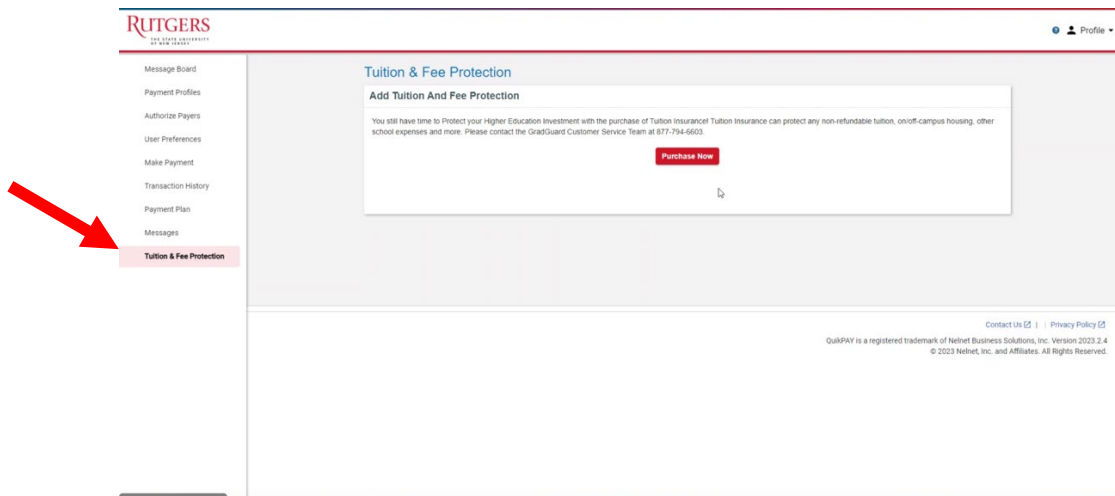 RUTGERS
THE STATE UNIVERSITY
OF NEW JERSEY
Profile
Message Board
Payment Profiles
Authorize Payers
User Preferences
Make Payment
Transaction History
Payment Plan
Messages
Tuition & Fee Protection
Tuition & Fee Protection
Add Tuition And Fee Protection
You still have time to Protect your Higher Education Investment with the purchase of Tuition Insurance! Tuition Insurance can protect any non-refundable tuition, on/off-campus housing, other
school expenses and more. Please contact the GradGuard Customer Service Team at 877-794-6603.
Purchase Now
Contact Us | | Privacy Policy
QuikPAY is a registered trademark of Nelnet Business Solutions, Inc. Version 2023.2.4
© 2023 Nelnet, Inc. and Affiliates. All Rights Reserved.